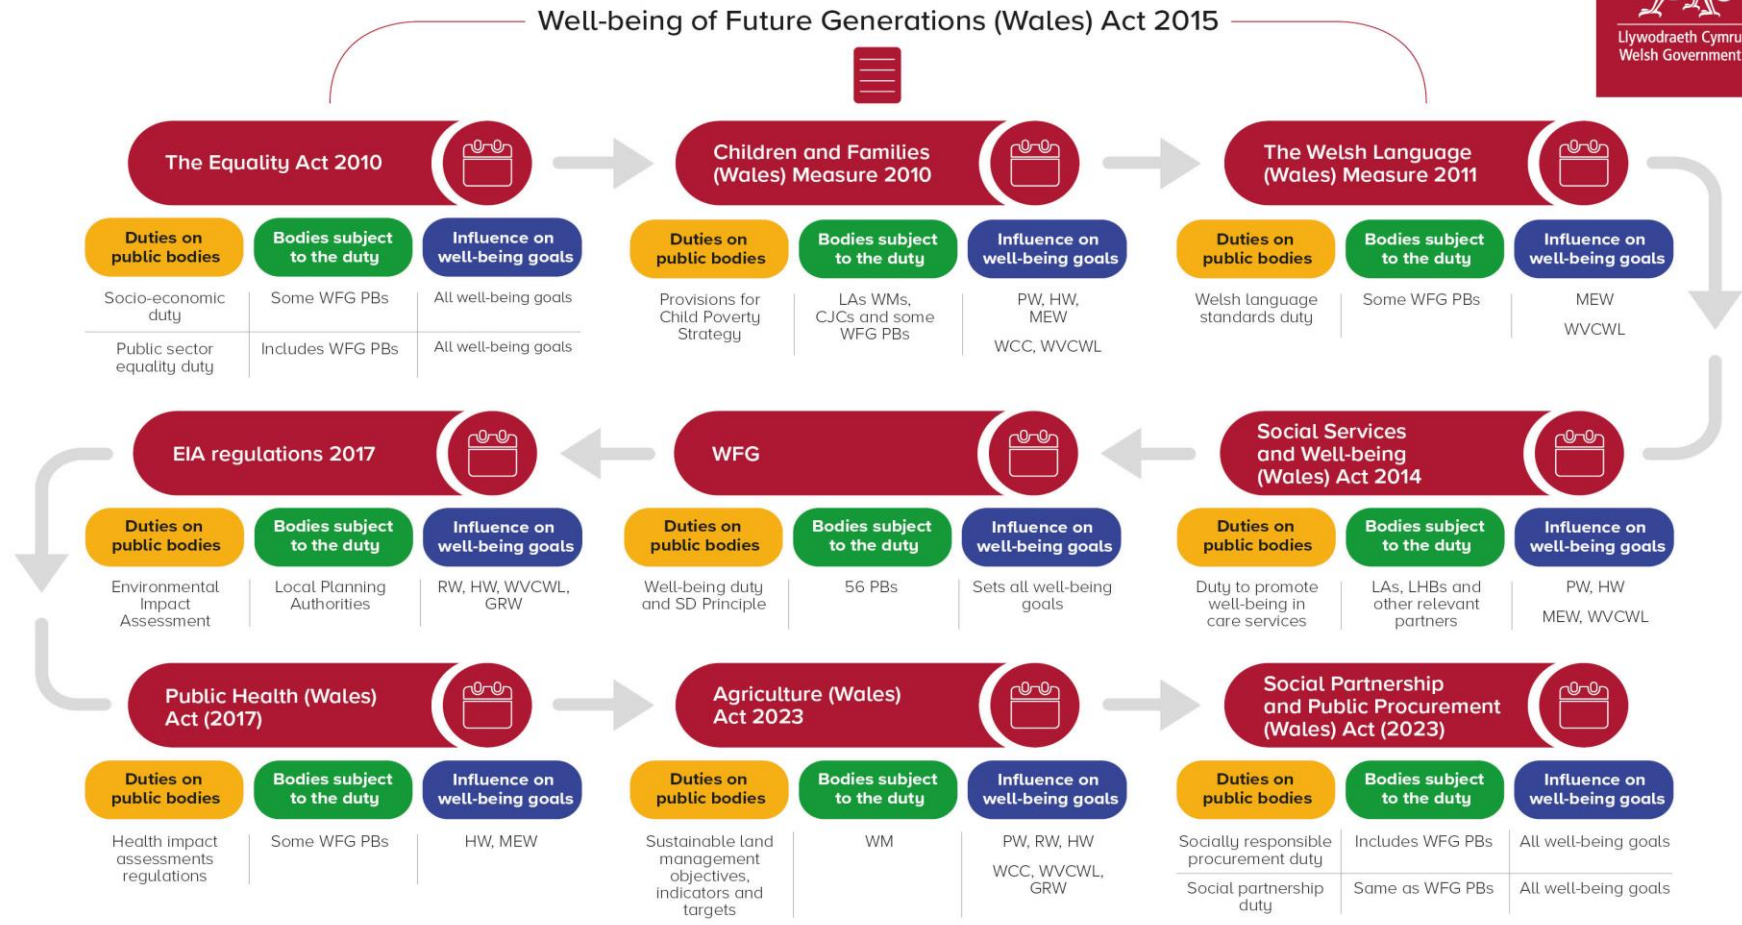 Well-being of Future Generations (Wales) Act 2015
Llywodraeth Cymru
Welsh Government
The Equality Act 2010
Duties on
public bodies
Bodies subject
to the duty
Influence on
well-being goals
Socio-economic
duty
Some WFG PBs
All well-being goals
Public sector
equality duty
Includes WFG PBs
All well-being goals
Children and Families
(Wales) Measure 2010
Duties on
public bodies
Bodies subject
to the duty
Influence on
well-being goals
Provisions for
Child Poverty
Strategy
LAs WMs,
CJCs and some
WFG PBs
PW, HW,
MEW
WCC, WVCWL
The Welsh Language
(Wales) Measure 2011
Duties on
public bodies
Bodies subject
to the duty
Influence on
well-being goals
Welsh language
standards duty
Some WFG PBs
MEW
WVCWL
Social Services
and Well-being
(Wales) Act 2014
Duties on
public bodies
Bodies subject
to the duty
Influence on
well-being goals
Duty to promote
well-being in
care services
LAs, LHBs and
other relevant
partners
PW, HW
MEW, WVCWL
WFG
Duties on
public bodies
Bodies subject
to the duty
Influence on
well-being goals
Well-being duty
and SD Principle
56 PBs
Sets all well-being
goals
EIA regulations 2017
Duties on
public bodies
Bodies subject
to the duty
Influence on
well-being goals
Environmental
Impact
Assessment
Local Planning
Authorities
RW, HW, WVCWL,
GRW
Public Health (Wales)
Act (2017)
Duties on
public bodies
Bodies subject
to the duty
Influence on
well-being goals
Health impact
assessments
regulations
Some WFG PBs
HW, MEW
Agriculture (Wales)
Act 2023
Duties on
public bodies
Bodies subject
to the duty
Influence on
well-being goals
Sustainable land
management
objectives,
indicators and
targets
WM
PW, RW, HW
WCC, WVCWL,
GRW
Social Partnership
and Public Procurement
(Wales) Act (2023)
Duties on
public bodies
Bodies subject
to the duty
Influence on
well-being goals
Socially responsible
procurement duty
Includes WFG PBs
All well-being goals
Social partnership
duty
Same as WFG PBs
All well-being goals